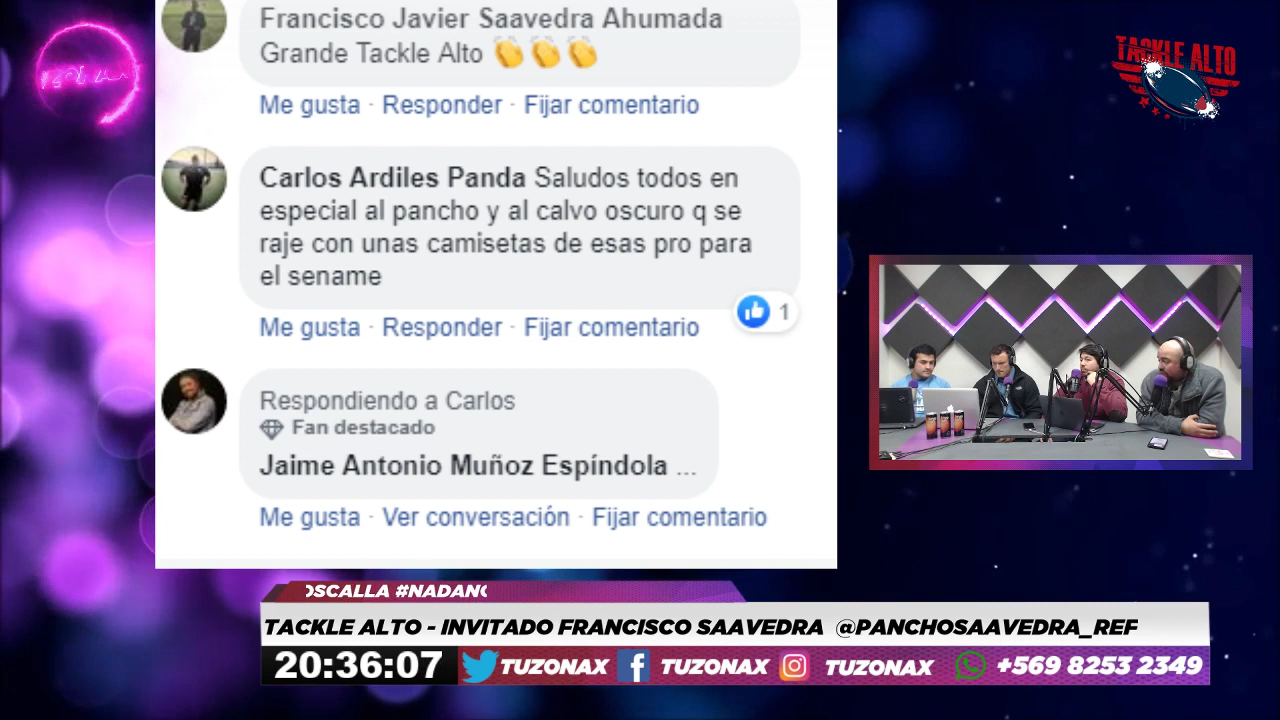 Francisco Javier Saavedra Ahumada
Grande Tackle Alto 👏👏👏
Me gusta · Responder · Fijar comentario
TACKLE ALTO
Carlos Ardiles Panda Saludos todos en
especial al pancho y al calvo oscuro q se
raje con unas camisetas de esas pro para
el sename
1
Me gusta · Responder · Fijar comentario
Respondiendo a Carlos
Fan destacado
Jaime Antonio Muñoz Espíndola ...
Me gusta · Ver conversación · Fijar comentario
OSCALLA #NADANO
TACKLE ALTO - INVITADO FRANCISCO SAAVEDRA @PANCHOSAAVEDRA_REF
20:36:07 TUZONAX TUZONAX TUZONAX +569 8253 2349